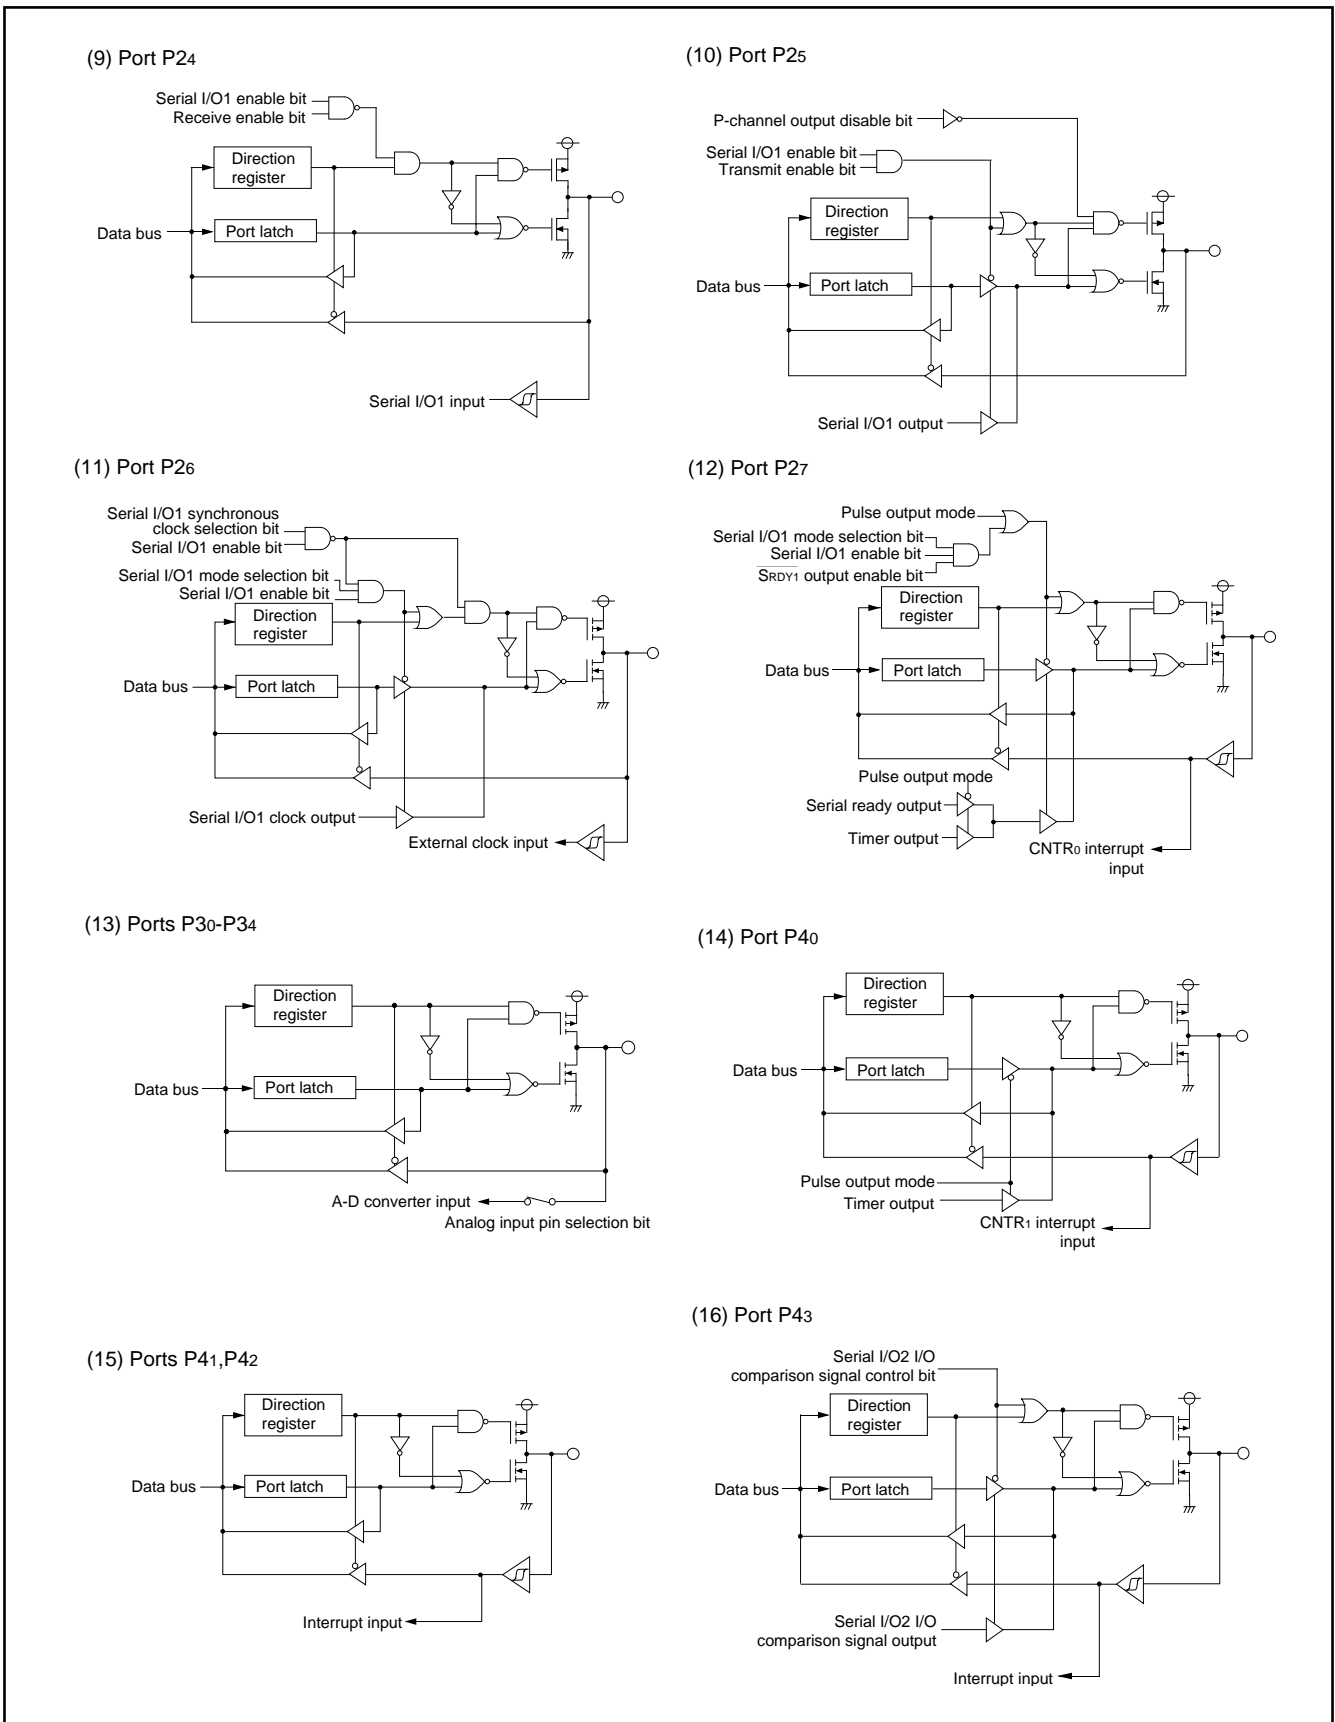 (9) Port P24
Serial I/O1 enable bit
Receive enable bit
Direction
register
Data bus
Port latch
Serial I/O1 input
(10) Port P25
P-channel output disable bit
Serial I/O1 enable bit
Transmit enable bit
Direction
register
Data bus
Port latch
Serial I/O1 output
(11) Port P26
Serial I/O1 synchronous
clock selection bit
Serial I/O1 enable bit
Serial I/O1 mode selection bit
Serial I/O1 enable bit
Direction
register
Data bus
Port latch
Serial I/O1 clock output
External clock input
(12) Port P27
Pulse output mode
Serial I/O1 mode selection bit
Serial I/O1 enable bit
SRDY1 output enable bit
Direction
register
Data bus
Port latch
Pulse output mode
Serial ready output
Timer output
CNTR0 interrupt
input
(13) Ports P30-P34
Direction
register
Data bus
Port latch
A-D converter input
Analog input pin selection bit
(14) Port P40
Direction
register
Data bus
Port latch
Pulse output mode
Timer output
CNTR1 interrupt
input
(15) Ports P41,P42
Direction
register
Data bus
Port latch
Interrupt input
(16) Port P43
Serial I/O2 I/O
comparison signal control bit
Direction
register
Data bus
Port latch
Serial I/O2 I/O
comparison signal output
Interrupt input